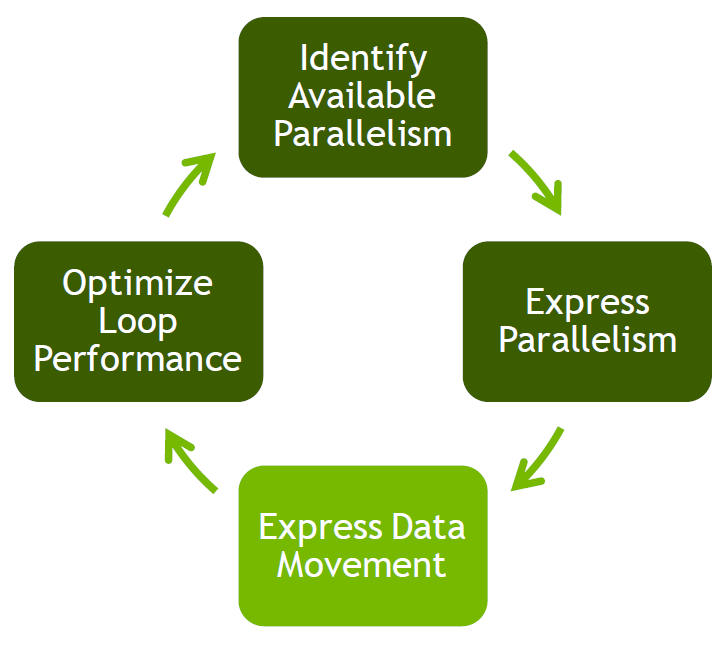 Identify
Available
Parallelism
Optimize
Loop
Performance
Express
Parallelism
Express Data
Movement